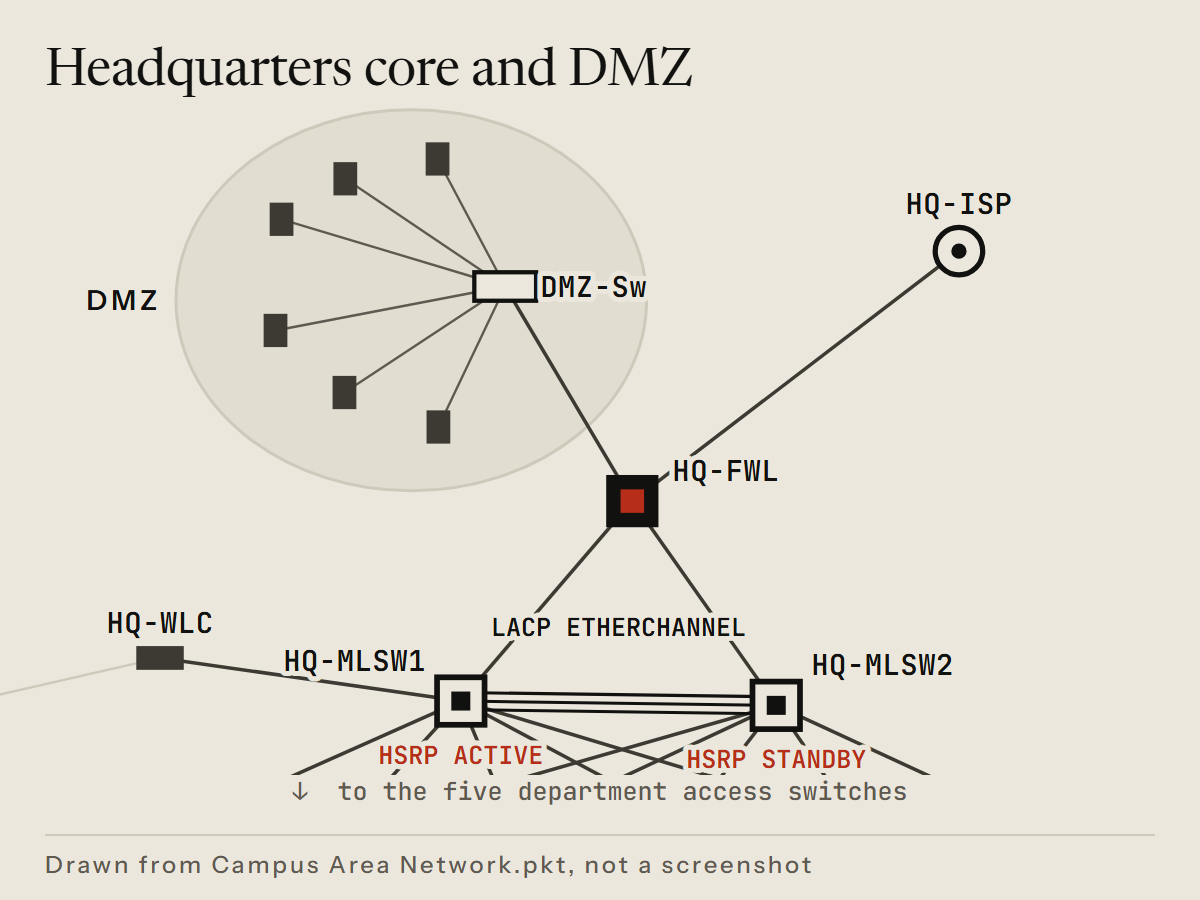 Headquarters core and DMZ
HQ-ISP
DMZ-Sw
DMZ
HQ-FWL
HQ-WLC
LACP ETHERCHANNEL
HQ-MLSW1
HQ-MLSW2
HSRP ACTIVE
HSRP STANDBY
↓ to the five department access switches
Drawn from Campus Area Network.pkt, not a screenshot